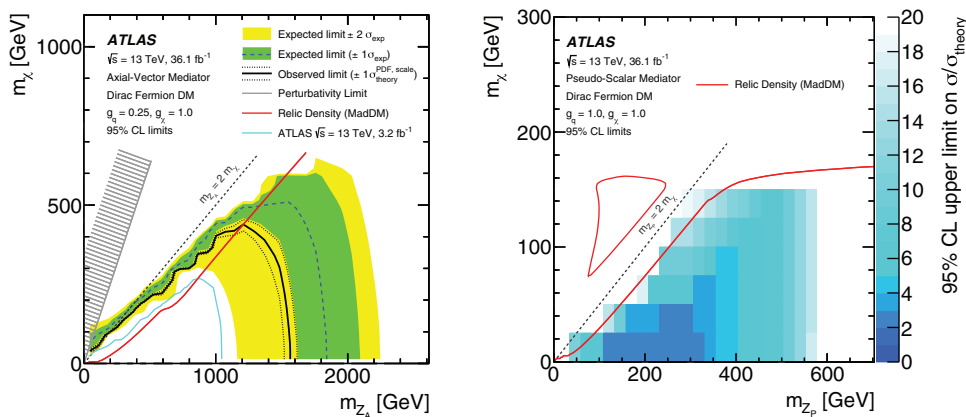 m_χ [GeV]
1000
500
0
ATLAS
√s = 13 TeV, 36.1 fb⁻¹
Axial-Vector Mediator
Dirac Fermion DM
g_q = 0.25, g_χ = 1.0
95% CL limits
Expected limit ± 2 σ_exp
Expected limit (± 1σ_exp)
Observed limit (± 1σ^PDF, scale_theory)
Perturbativity Limit
Relic Density (MadDM)
ATLAS √s = 13 TeV, 3.2 fb⁻¹
m_Z_A = 2 m_χ
0 1000 2000
m_Z_A [GeV]
m_χ [GeV]
300
200
100
0
ATLAS
√s = 13 TeV, 36.1 fb⁻¹
Pseudo-Scalar Mediator
Dirac Fermion DM
g_q = 1.0, g_χ = 1.0
95% CL limits
Relic Density (MadDM)
m_Z_P = 2 m_χ
0 200 400 600
m_Z_P [GeV]
20
18
16
14
12
10
8
6
4
2
0
95% CL upper limit on σ/σ_theory